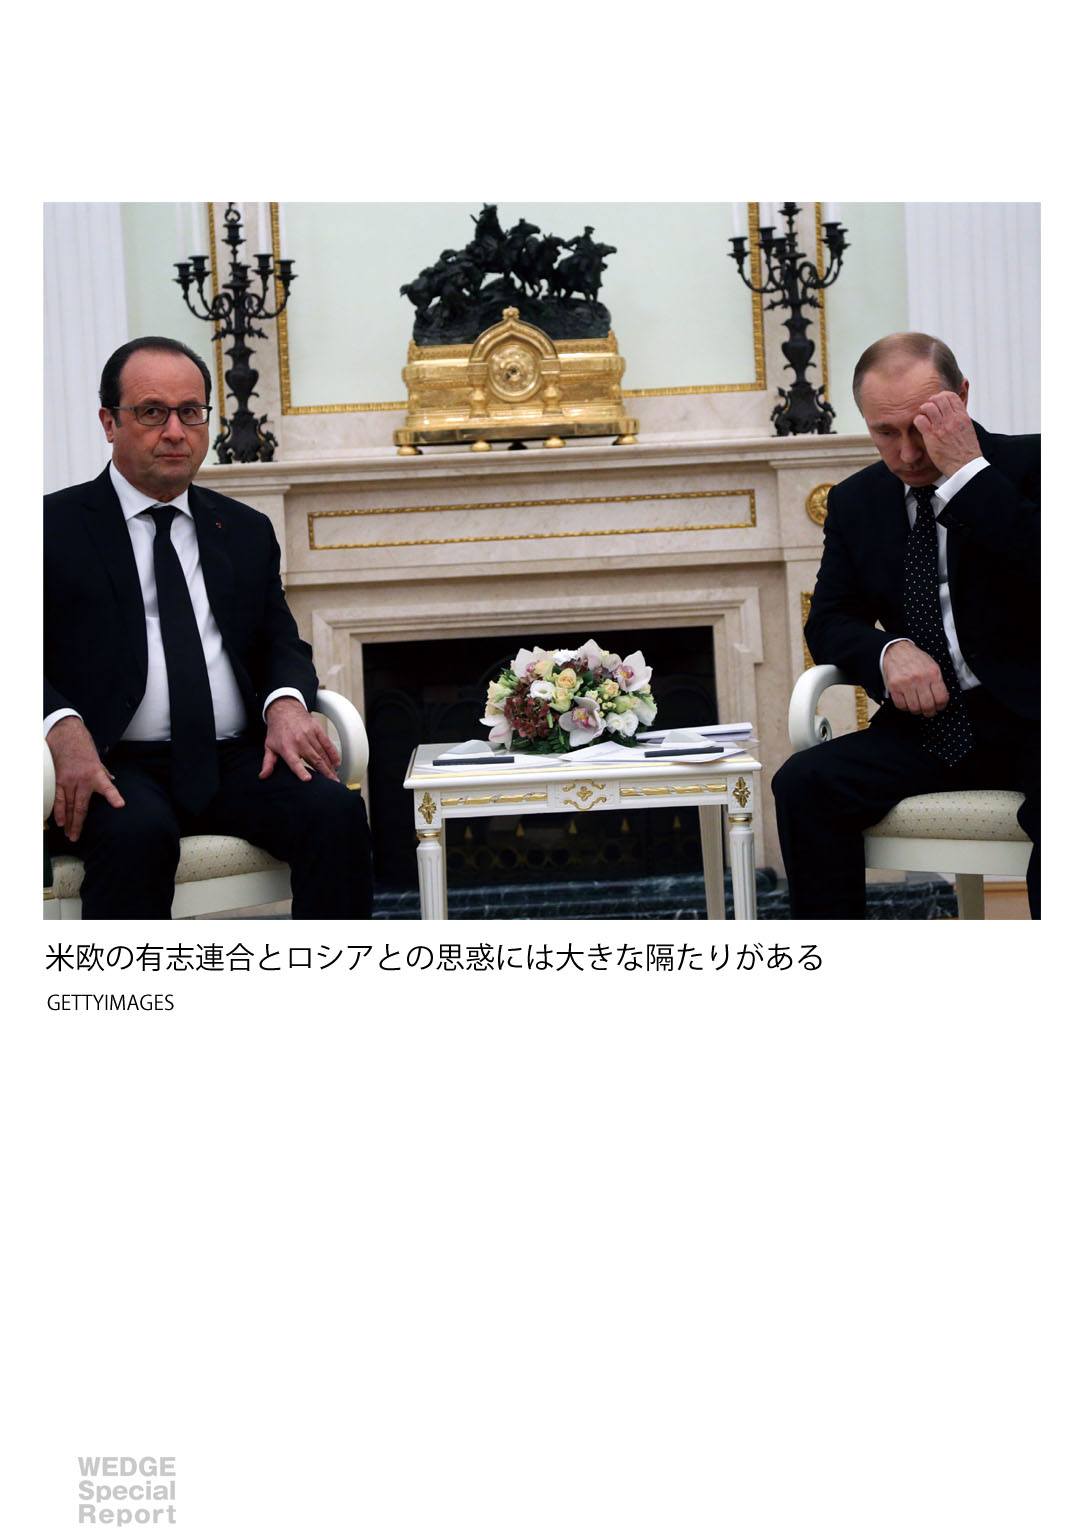 米欧の有志連合とロシアとの思惑には大きな隔たりがある
GETTYIMAGES
WEDGE
Special
Report